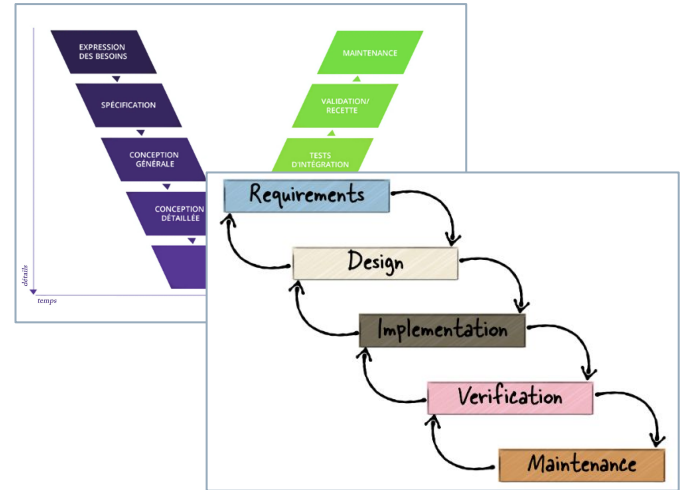 EXPRESSION
DES BESOINS
SPÉCIFICATION
CONCEPTION
GÉNÉRALE
CONCEPTION
DÉTAILLÉE
MAINTENANCE
VALIDATION/
RECETTE
TESTS
D'INTÉGRATION
détails
temps
Requirements
Design
Implementation
Verification
Maintenance